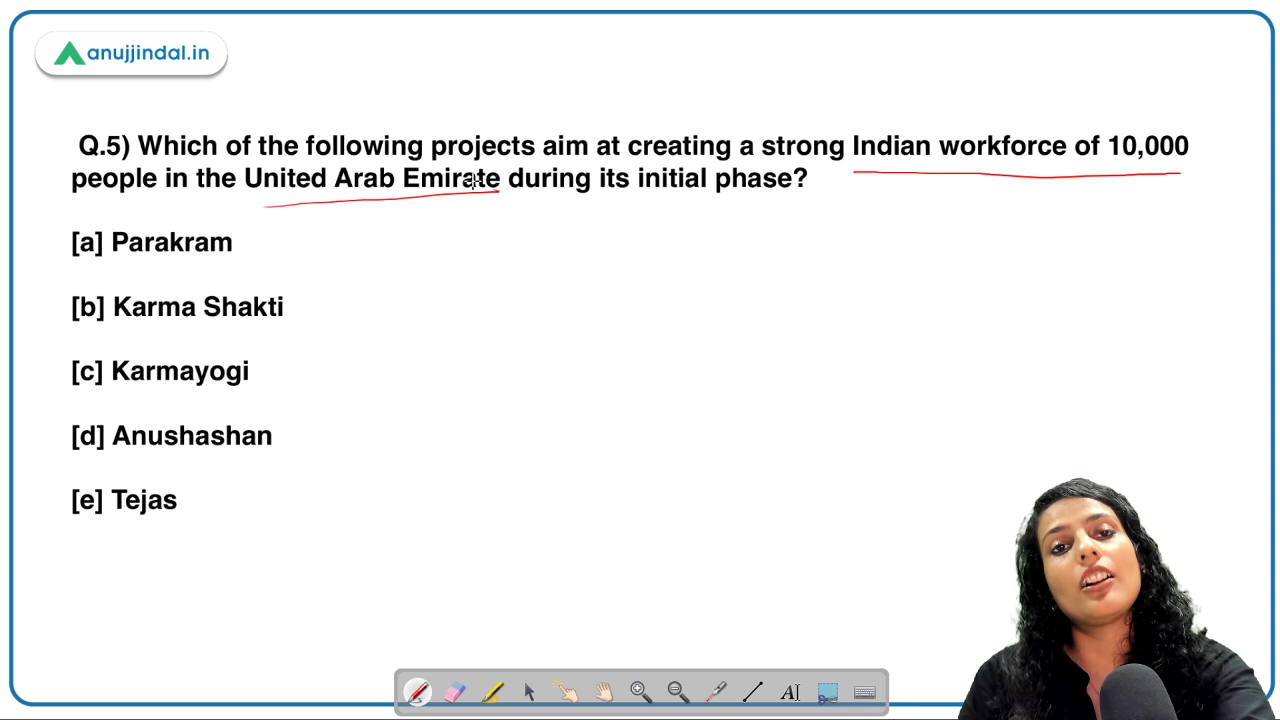 anujjindal.in
Q.5) Which of the following projects aim at creating a strong Indian workforce of 10,000
people in the United Arab Emirate during its initial phase?
[a] Parakram
[b] Karma Shakti
[c] Karmayogi
[d] Anushashan
[e] Tejas